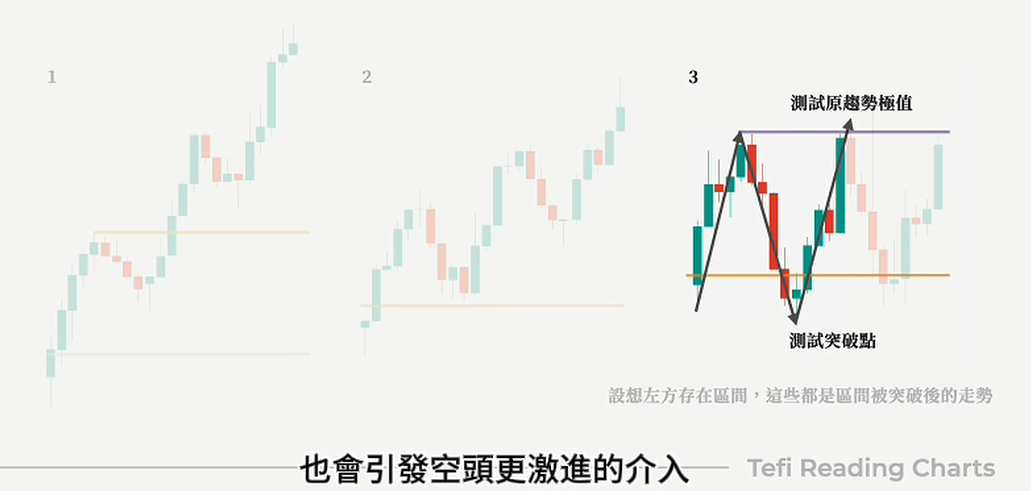 1
2
3
測試原趨勢極值
測試突破點
設想左方存在區間，這些都是區間被突破後的走勢
也會引發空頭更激進的介入
Tefi Reading Charts